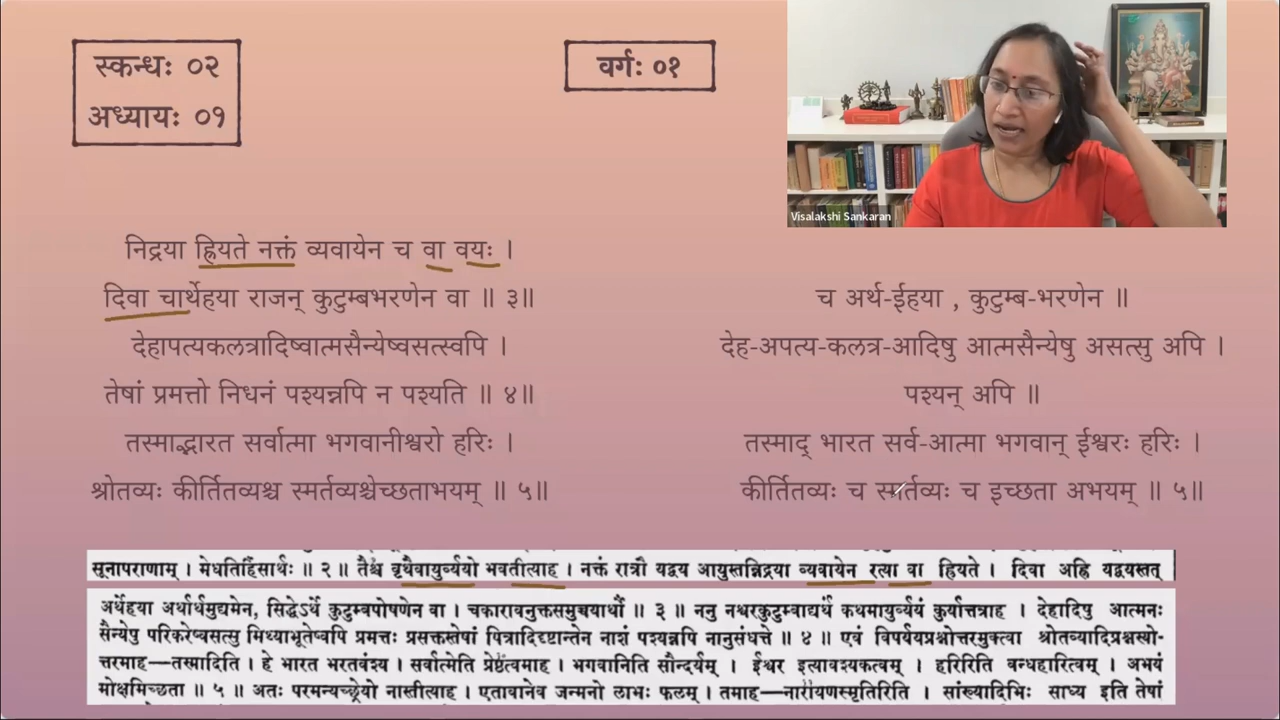 स्कन्धः ०२
अध्यायः ०१
वर्गः ०१
Visalakshi Sankaran
निद्रया ह्रियते नक्तं व्यवायेन च वा वयः ।
दिवा चार्थेहया राजन् कुटुम्बभरणेन वा ॥ ३॥
देहापत्यकलत्रादिष्वात्मसैन्येष्वसत्स्वपि ।
तेषां प्रमत्तो निधनं पश्यन्नपि न पश्यति ॥ ४॥
तस्माद्भारत सर्वात्मा भगवानीश्वरो हरिः ।
श्रोतव्यः कीर्तितव्यश्च स्मर्तव्यश्चेच्छताभयम् ॥ ५॥
च अर्थ-ईहया , कुटुम्ब-भरणेन ॥
देह-अपत्य-कलत्र-आदिषु आत्मसैन्येषु असत्सु अपि ।
पश्यन् अपि ॥
तस्माद् भारत सर्व-आत्मा भगवान् ईश्वरः हरिः ।
कीर्तितव्यः च स्मर्तव्यः च इच्छता अभयम् ॥ ५॥
सूनापराणाम् । मेधतिर्हिंसार्थः ॥ २ ॥ तैश्च वृथैवायुर्व्ययो भवतीत्याह । नक्तं रात्रौ यद्वय आयुस्तन्निद्रया व्यवायेन रत्या वा ह्रियते । दिवा अह्नि यद्वयस्तत्
अर्थेहया अर्थार्थमुद्यमेन, सिद्धेऽर्थे कुटुम्बपोषणेन वा । चकारावनुक्तसमुच्चयार्थौ ॥ ३ ॥ ननु नश्वरकुटुम्बाद्यर्थं कथमायुर्व्ययं कुर्यात्तत्राह । देहादिषु आत्मनः
सैन्येषु परिकरेष्वसत्सु मिथ्याभूतेष्वपि प्रमत्तः प्रसक्तस्तेषां पित्रादिदृष्टान्तेन नाशं पश्यन्नपि नानुसंधत्ते ॥ ४ ॥ एवं विपर्ययप्रश्नोत्तरमुक्त्वा श्रोतव्यादिप्रश्नस्यो-
त्तरमाह—तस्मादिति । हे भारत भरतवंश्य । सर्वात्मेति प्रेष्ठत्वमाह । भगवानिति सौन्दर्यम् । ईश्वर इत्यावश्यकत्वम् । हरिरिति बन्धहारित्वम् । अभयं
मोक्षमिच्छता ॥ ५ ॥ अतः परमन्यच्छ्रेयो नास्तीत्याह । एतावानेव जन्मनो लाभः फलम् । तमाह—नारायणस्मृतिरिति । सांख्यादिभिः साध्य इति तेषां